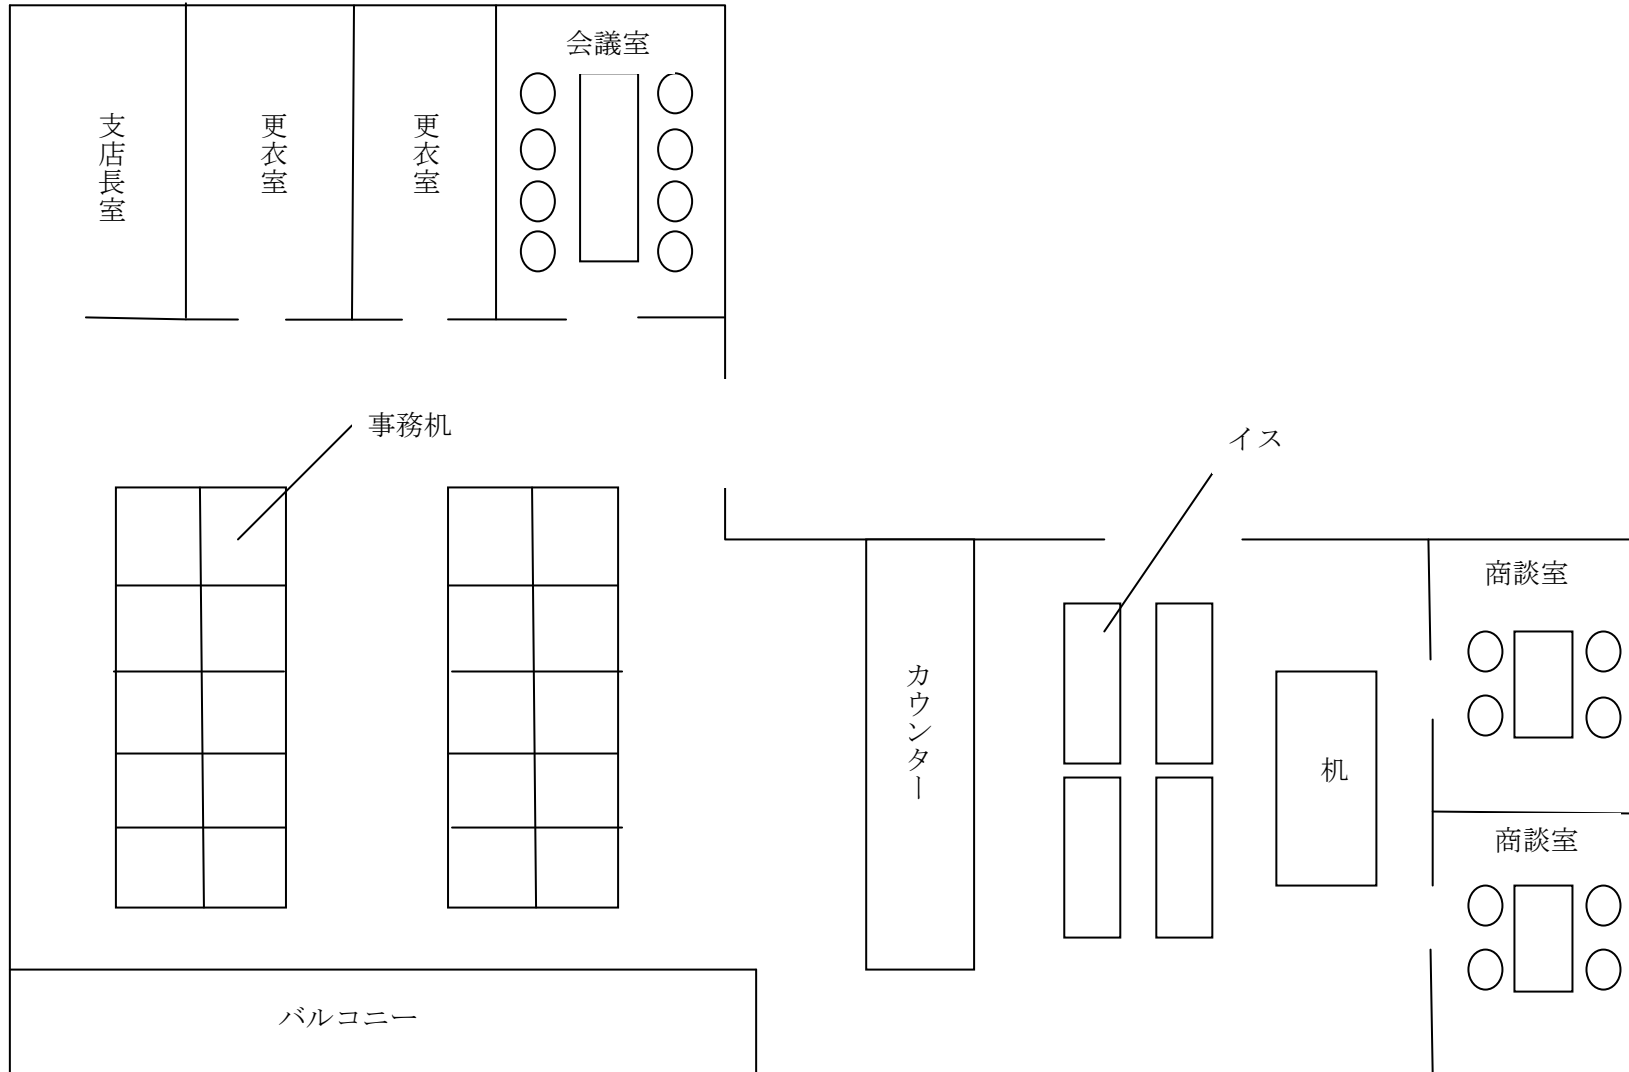 会議室
支店長室
更衣室
更衣室
事務机
イス
商談室
カウンター
机
商談室
バルコニー